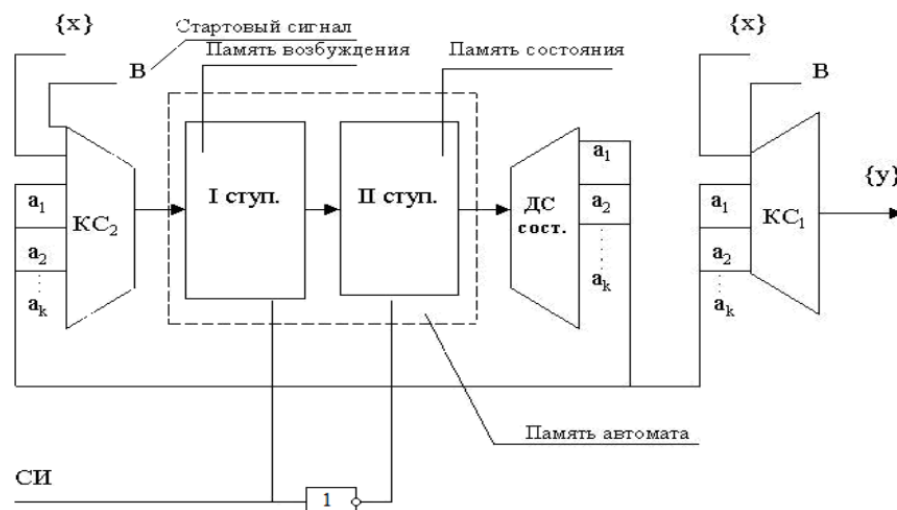 {x}
Стартовый сигнал
{x}
Память возбуждения
Память состояния
B
B
I ступ.
II ступ.
a1
a2
ak
КС2
ДС
сост.
a1
a2
ak
a1
a2
ak
КС1
{y}
Память автомата
СИ
1